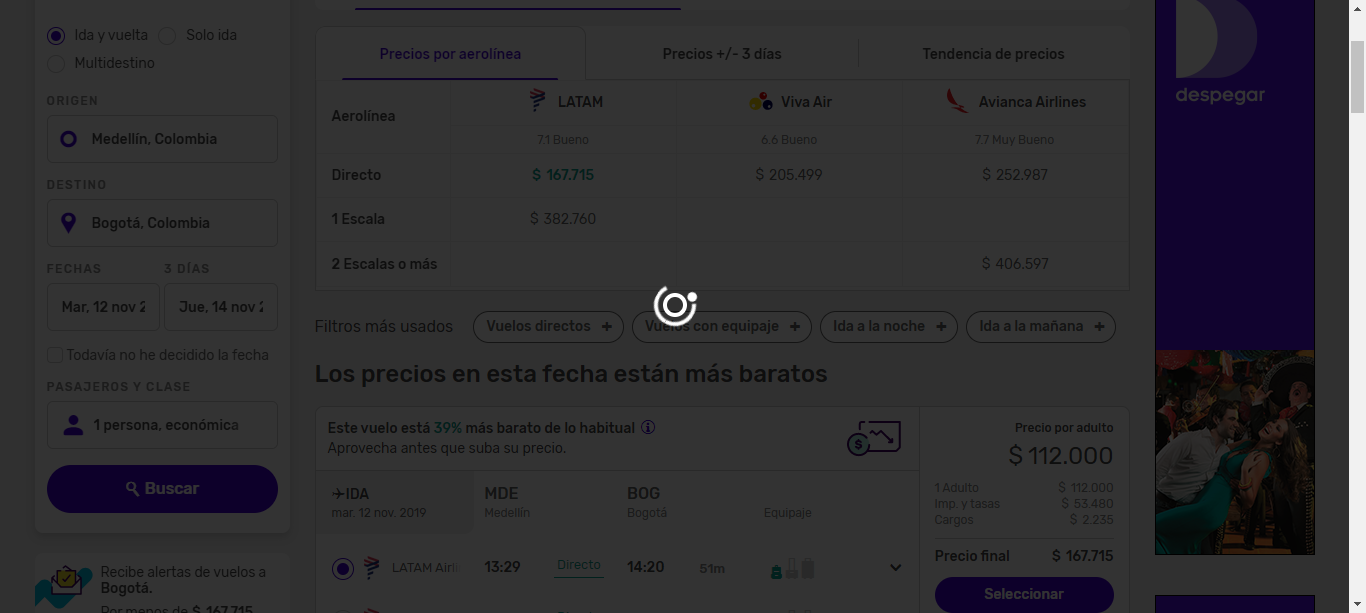 Ida y vuelta
Solo ida
Multidestino
ORIGEN
Medellín, Colombia
DESTINO
Bogotá, Colombia
FECHAS
3 DÍAS
Mar, 12 nov 2
Jue, 14 nov 2
Todavía no he decidido la fecha
PASAJEROS Y CLASE
1 persona, económica
Buscar
Recibe alertas de vuelos a
Bogotá.
Por menos de $ 167.715
Precios por aerolínea
Precios +/- 3 días
Tendencia de precios
Aerolínea
LATAM
Viva Air
Avianca Airlines
7.1 Bueno
6.6 Bueno
7.7 Muy Bueno
Directo
$ 167.715
$ 205.499
$ 252.987
1 Escala
$ 382.760
2 Escalas o más
$ 406.597
Filtros más usados
Vuelos directos +
Vuelos con equipaje +
Ida a la noche +
Ida a la mañana +
Los precios en esta fecha están más baratos
Este vuelo está 39% más barato de lo habitual
Aprovecha antes que suba su precio.
IDA
mar. 12 nov. 2019
MDE
Medellín
BOG
Bogotá
Equipaje
LATAM Airli
13:29
Directo
14:20
51m
Precio por adulto
$ 112.000
1 Adulto
$ 112.000
Imp. y tasas
$ 53.480
Cargos
$ 2.235
Precio final
$ 167.715
Seleccionar
despegar